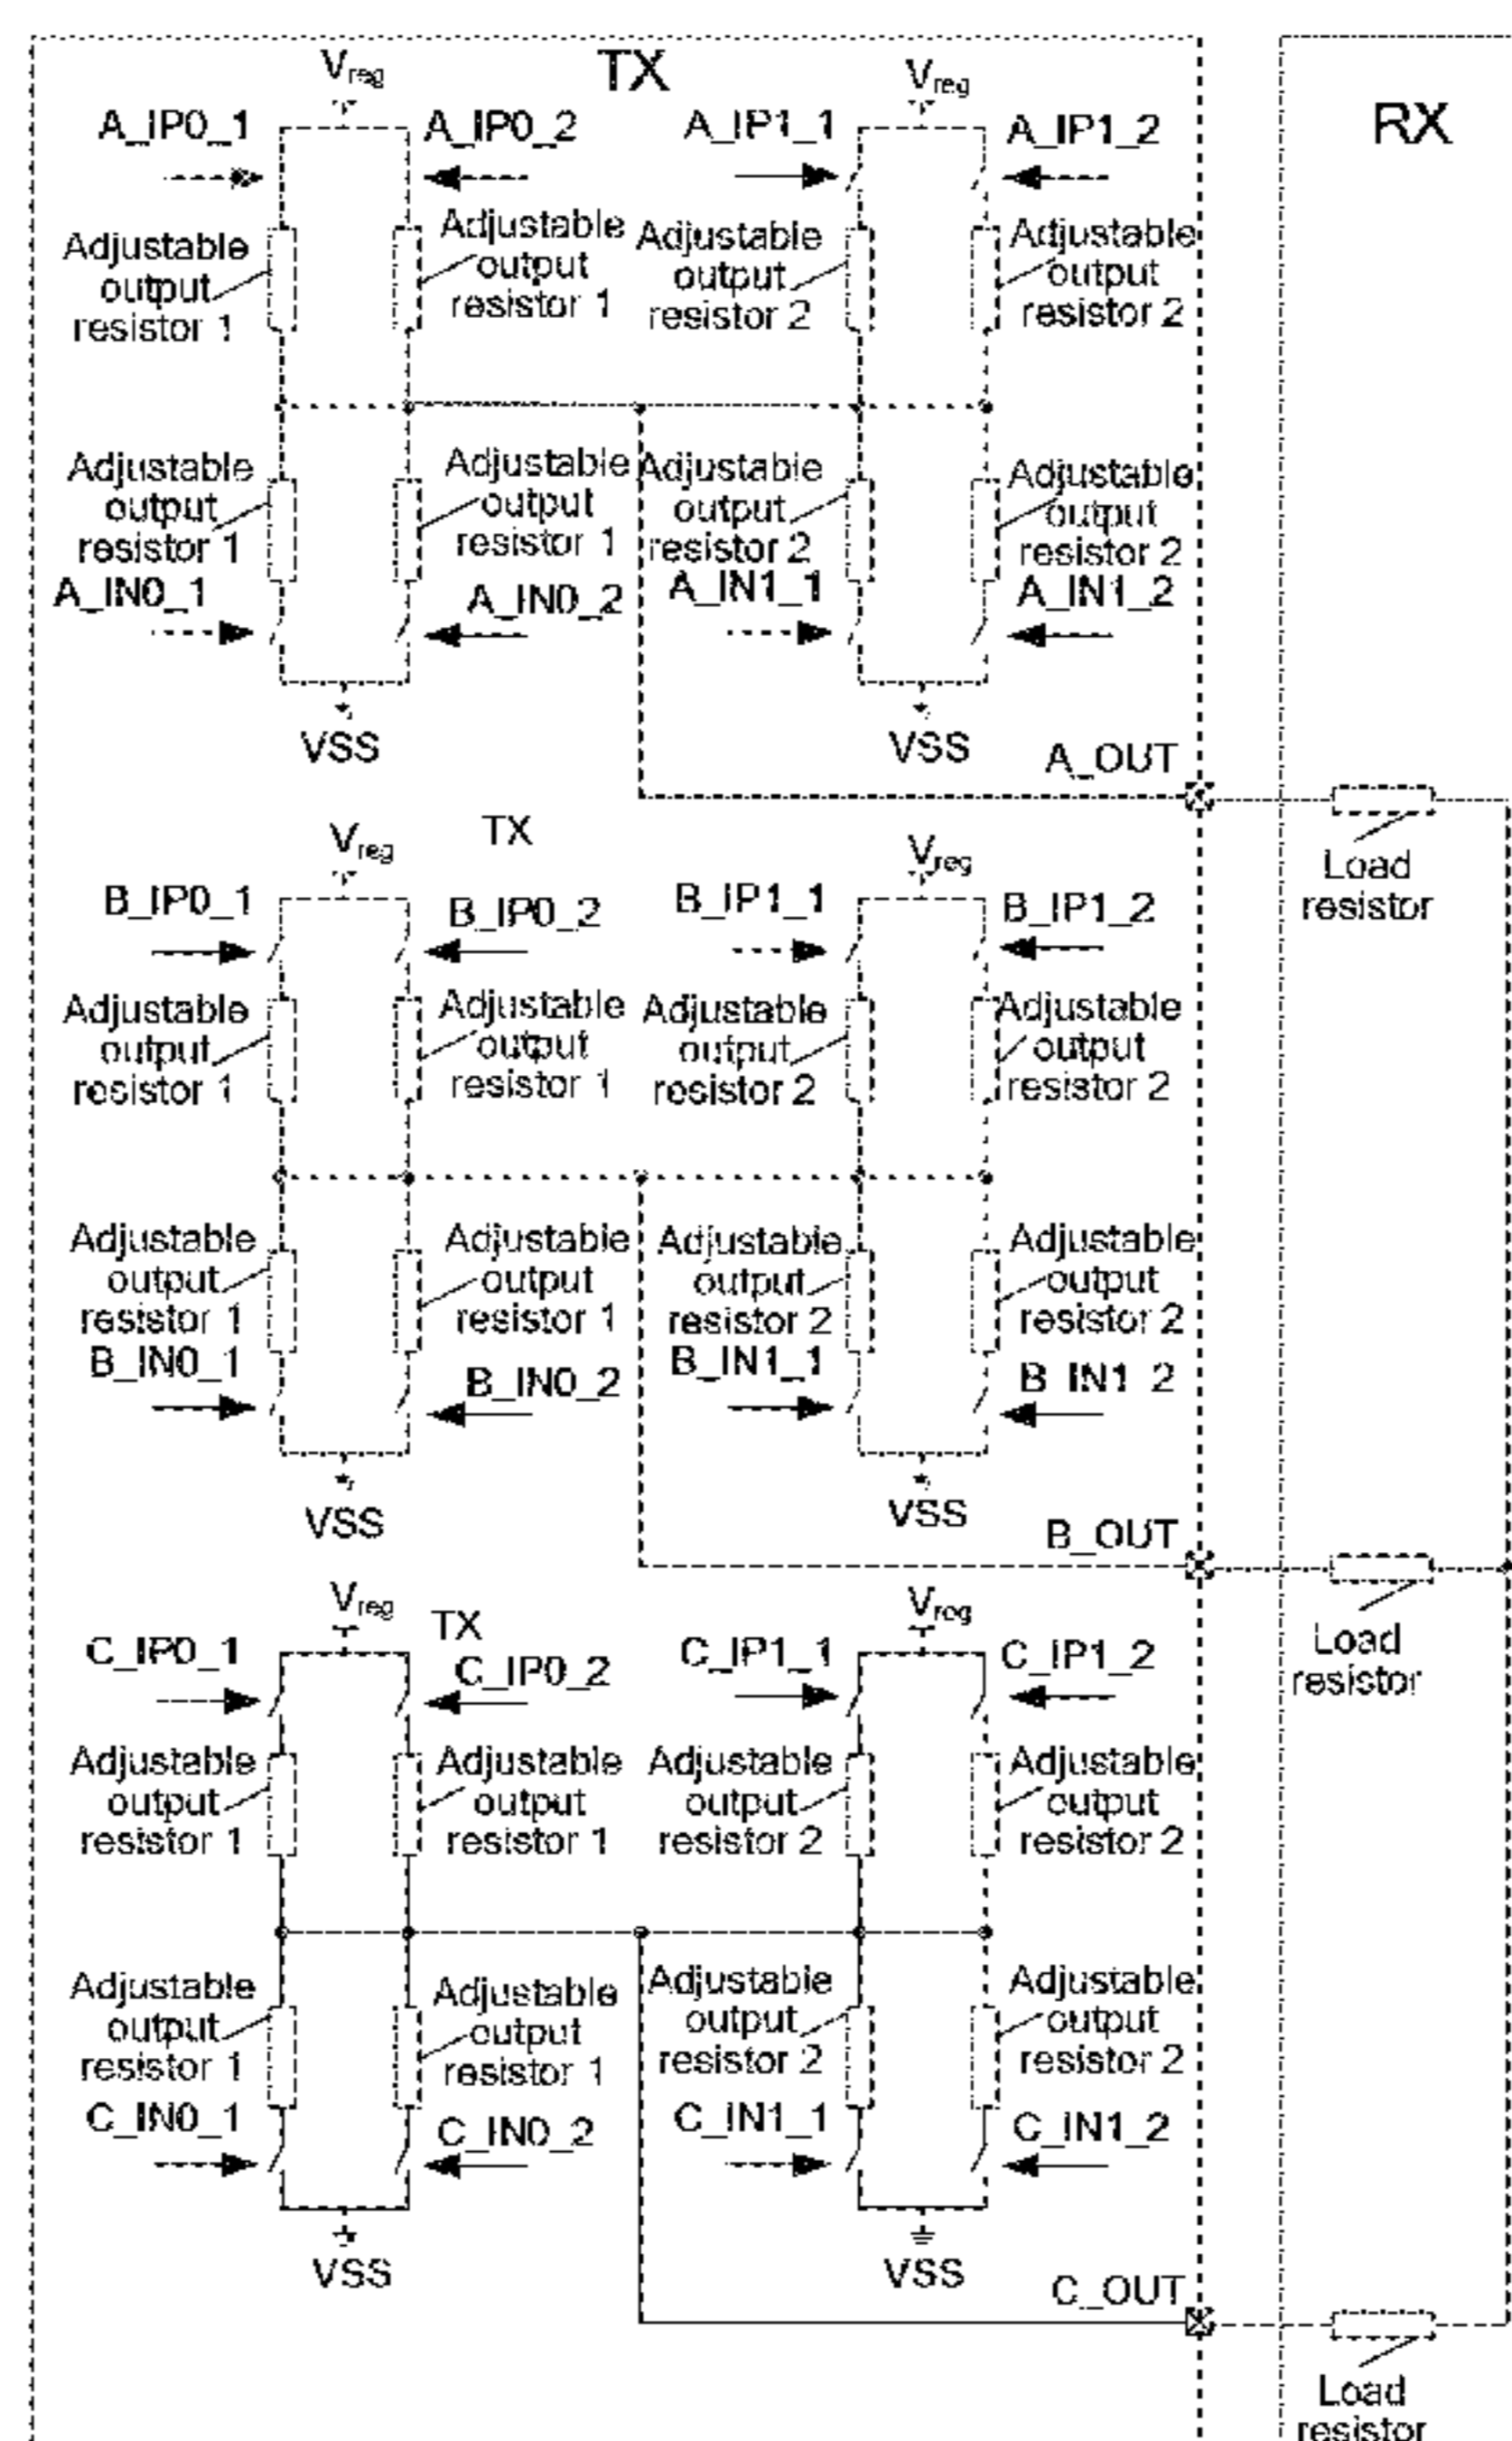 TX
RX
Vreg
Vreg
A_IP0_1
A_IP0_2
A_IP1_1
A_IP1_2
Adjustable
output
resistor 1
Adjustable
output
resistor 1
Adjustable
output
resistor 2
Adjustable
output
resistor 2
Adjustable
output
resistor 1
Adjustable
output
resistor 1
Adjustable
output
resistor 2
Adjustable
output
resistor 2
A_IN0_1
A_IN0_2
A_IN1_1
A_IN1_2
VSS
VSS
A_OUT
Load
resistor
TX
Vreg
Vreg
B_IP0_1
B_IP0_2
B_IP1_1
B_IP1_2
Adjustable
output
resistor 1
Adjustable
output
resistor 1
Adjustable
output
resistor 2
Adjustable
output
resistor 2
Adjustable
output
resistor 1
Adjustable
output
resistor 1
Adjustable
output
resistor 2
Adjustable
output
resistor 2
B_IN0_1
B_IN0_2
B_IN1_1
B IN1 2
VSS
VSS
B_OUT
Load
resistor
Vreg
TX
Vreg
C_IP0_1
C_IP0_2
C_IP1_1
C_IP1_2
Adjustable
output
resistor 1
Adjustable
output
resistor 1
Adjustable
output
resistor 2
Adjustable
output
resistor 2
Adjustable
output
resistor 1
Adjustable
output
resistor 1
Adjustable
output
resistor 2
Adjustable
output
resistor 2
C_IN0_1
C_IN0_2
C_IN1_1
C_IN1_2
VSS
VSS
C_OUT
Load
resistor